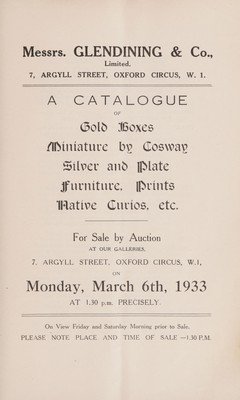 Messrs. GLENDINING & Co.,
Limited.
7, ARGYLL STREET, OXFORD CIRCUS, W. 1.
A CATALOGUE
OF
Gold Boxes
Miniature by Cosway
Silver and Plate
Furniture, Prints
Native Curios, etc.
For Sale by Auction
AT OUR GALLERIES,
7, ARGYLL STREET, OXFORD CIRCUS, W.1,
ON
Monday, March 6th, 1933
AT 1.30 p.m. PRECISELY.
On View Friday and Saturday Morning prior to Sale.
PLEASE NOTE PLACE AND TIME OF SALE—1.30 P.M.